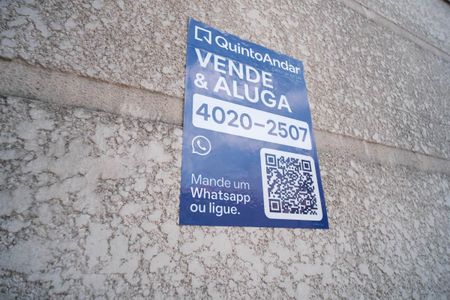 QuintoAndar
VENDE
& ALUGA
4020-2507
Mande um
Whatsapp
ou ligue.